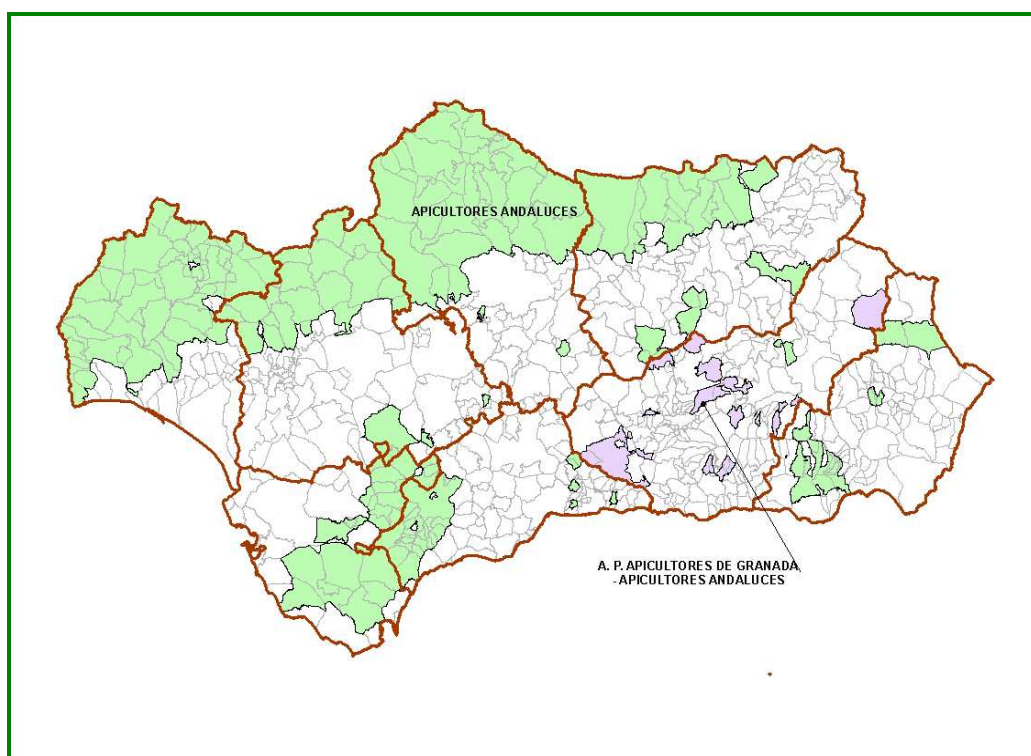 APICULTORES ANDALUCES
A. P. APICULTORES DE GRANADA
- APICULTORES ANDALUCES